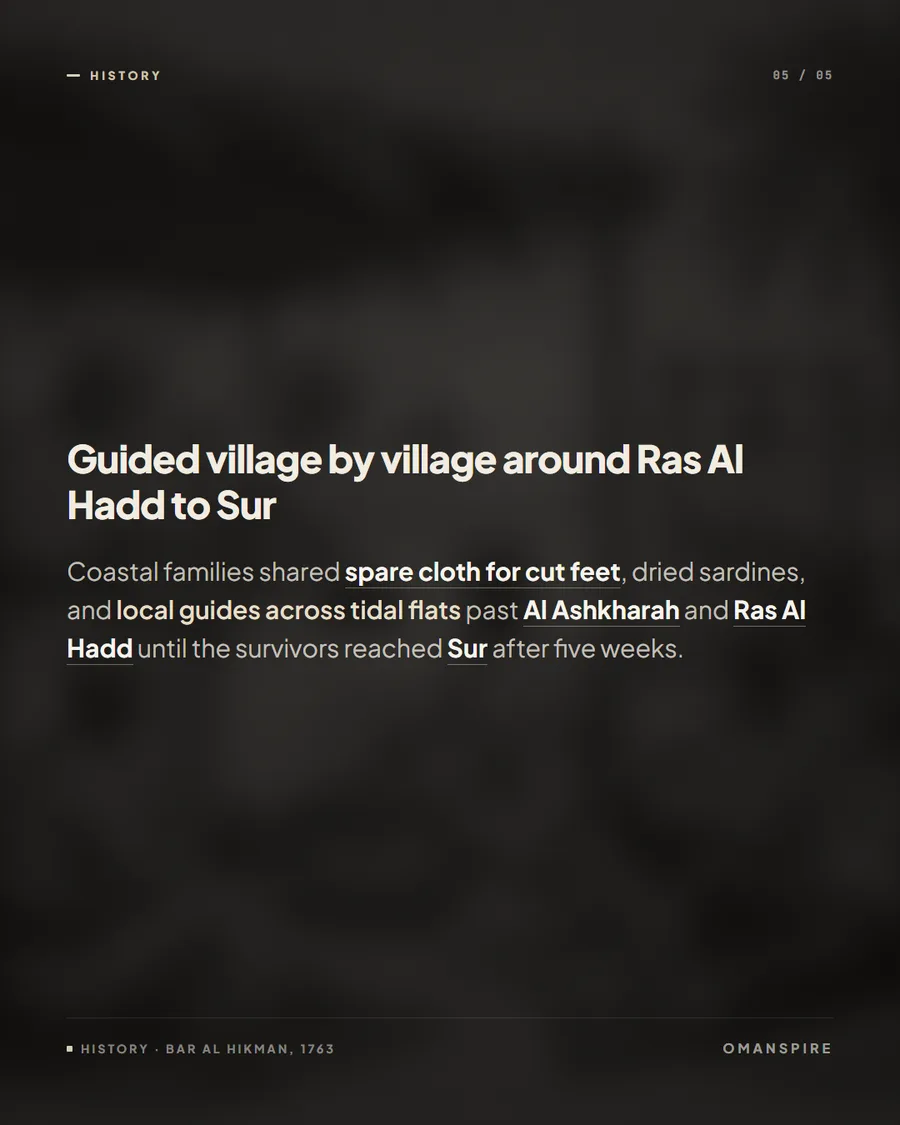 HISTORY
05 / 05
Guided village by village around Ras Al
Hadd to Sur
Coastal families shared spare cloth for cut feet, dried sardines,
and local guides across tidal flats past Al Ashkharah and Ras Al
Hadd until the survivors reached Sur after five weeks.
HISTORY · BAR AL HIKMAN, 1763
OMANSPIRE